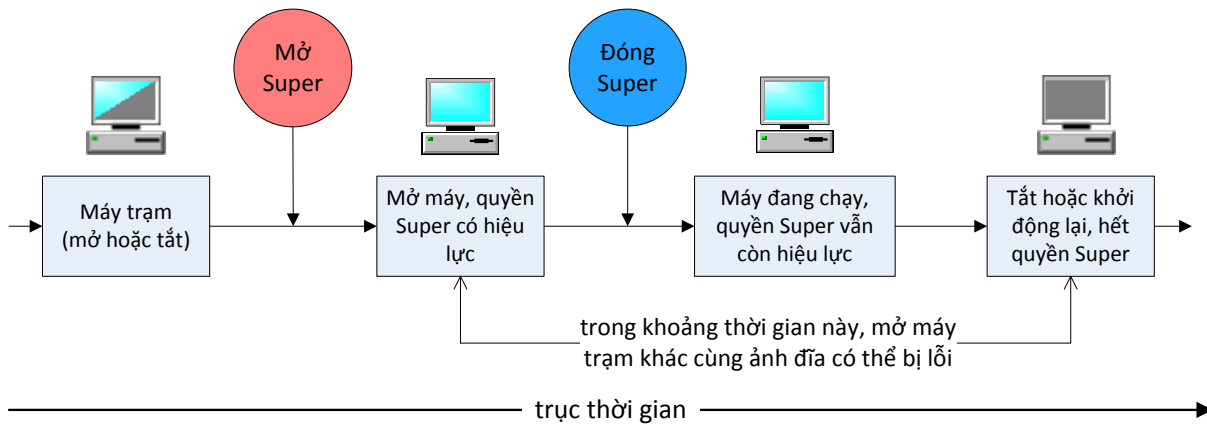 Mở
Super
Đóng
Super
Máy trạm
(mở hoặc tắt)
Mở máy, quyền
Super có hiệu
lực
Máy đang chạy,
quyền Super vẫn
còn hiệu lực
Tắt hoặc khởi
động lại, hết
quyền Super
trong khoảng thời gian này, mở máy
trạm khác cùng ảnh đĩa có thể bị lỗi
trục thời gian